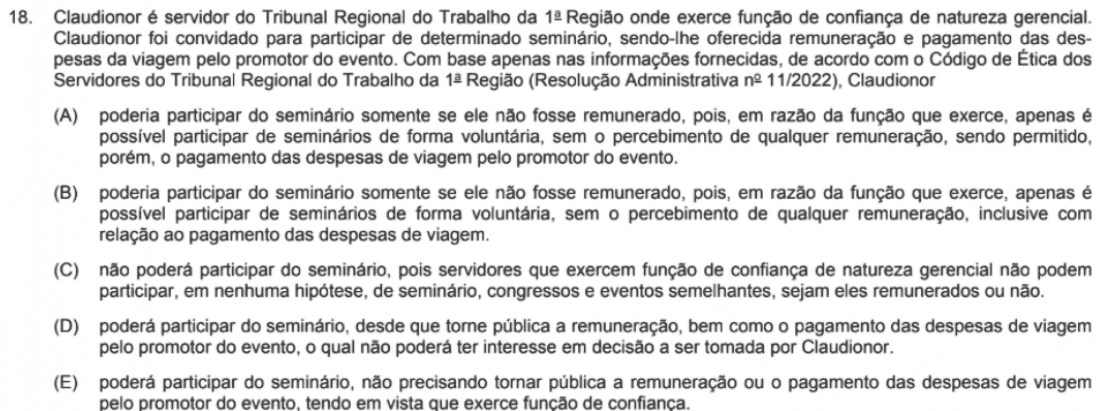 18. Claudionor é servidor do Tribunal Regional do Trabalho da 1ª Região onde exerce função de confiança de natureza gerencial.
Claudionor foi convidado para participar de determinado seminário, sendo-lhe oferecida remuneração e pagamento das des-
pesas da viagem pelo promotor do evento. Com base apenas nas informações fornecidas, de acordo com o Código de Ética dos
Servidores do Tribunal Regional do Trabalho da 1ª Região (Resolução Administrativa nº 11/2022), Claudionor
(A) poderia participar do seminário somente se ele não fosse remunerado, pois, em razão da função que exerce, apenas é
possível participar de seminários de forma voluntária, sem o percebimento de qualquer remuneração, sendo permitido,
porém, o pagamento das despesas de viagem pelo promotor do evento.
(B) poderia participar do seminário somente se ele não fosse remunerado, pois, em razão da função que exerce, apenas é
possível participar de seminários de forma voluntária, sem o percebimento de qualquer remuneração, inclusive com
relação ao pagamento das despesas de viagem.
(C) não poderá participar do seminário, pois servidores que exercem função de confiança de natureza gerencial não podem
participar, em nenhuma hipótese, de seminário, congressos e eventos semelhantes, sejam eles remunerados ou não.
(D) poderá participar do seminário, desde que torne pública a remuneração, bem como o pagamento das despesas de viagem
pelo promotor do evento, o qual não poderá ter interesse em decisão a ser tomada por Claudionor.
(E) poderá participar do seminário, não precisando tornar pública a remuneração ou o pagamento das despesas de viagem
pelo promotor do evento, tendo em vista que exerce função de confiança.